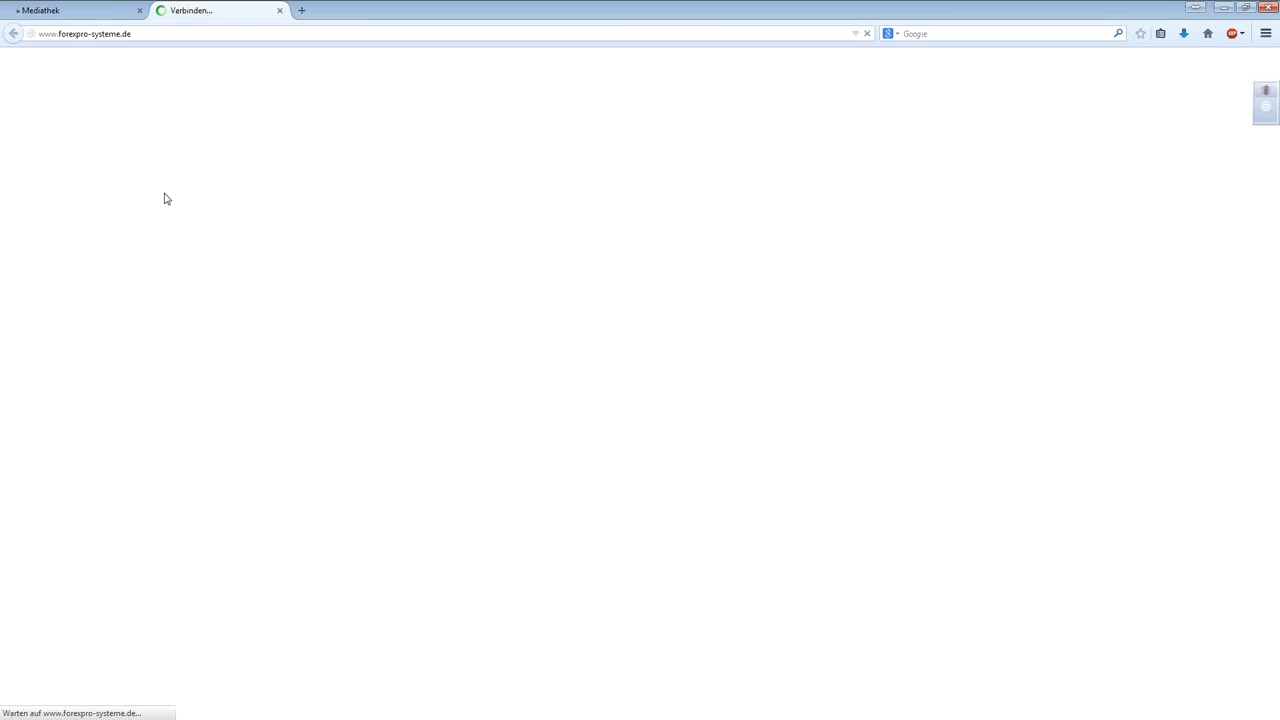 » Mediathek
Verbinden...
www.forexpro-systeme.de
Google
Warten auf www.forexpro-systeme.de...